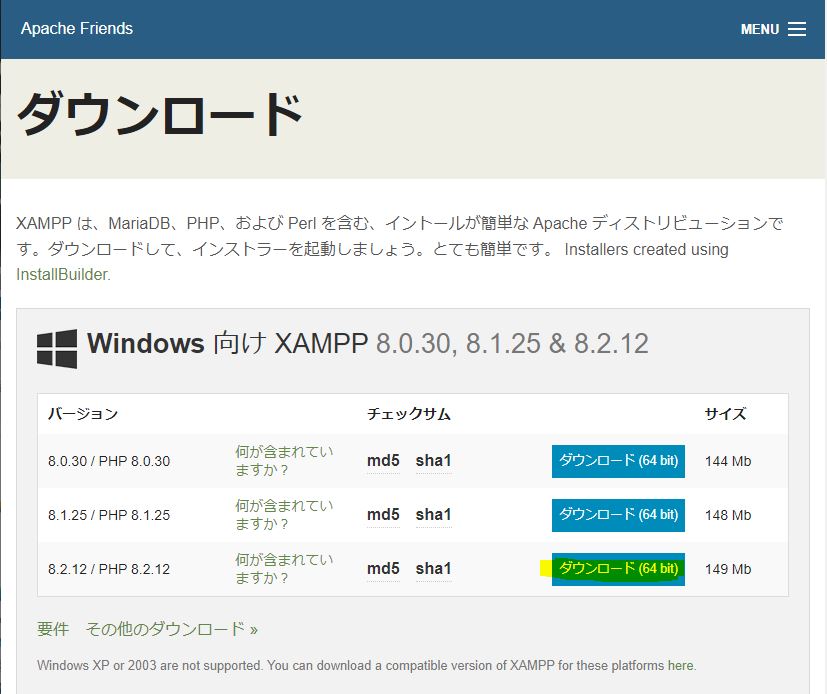 Apache Friends
MENU
ダウンロード
XAMPP は、MariaDB、PHP、および Perl を含む、イントールが簡単な Apache ディストリビューションで
す。ダウンロードして、インストラーを起動しましょう。とても簡単です。 Installers created using
InstallBuilder.
Windows 向け XAMPP 8.0.30, 8.1.25 & 8.2.12
バージョン チェックサム サイズ
8.0.30 / PHP 8.0.30 何が含まれてい
ますか？ md5 sha1 ダウンロード (64 bit) 144 Mb
8.1.25 / PHP 8.1.25 何が含まれてい
ますか？ md5 sha1 ダウンロード (64 bit) 148 Mb
8.2.12 / PHP 8.2.12 何が含まれてい
ますか？ md5 sha1 ダウンロード (64 bit) 149 Mb
要件 その他のダウンロード »
Windows XP or 2003 are not supported. You can download a compatible version of XAMPP for these platforms here.